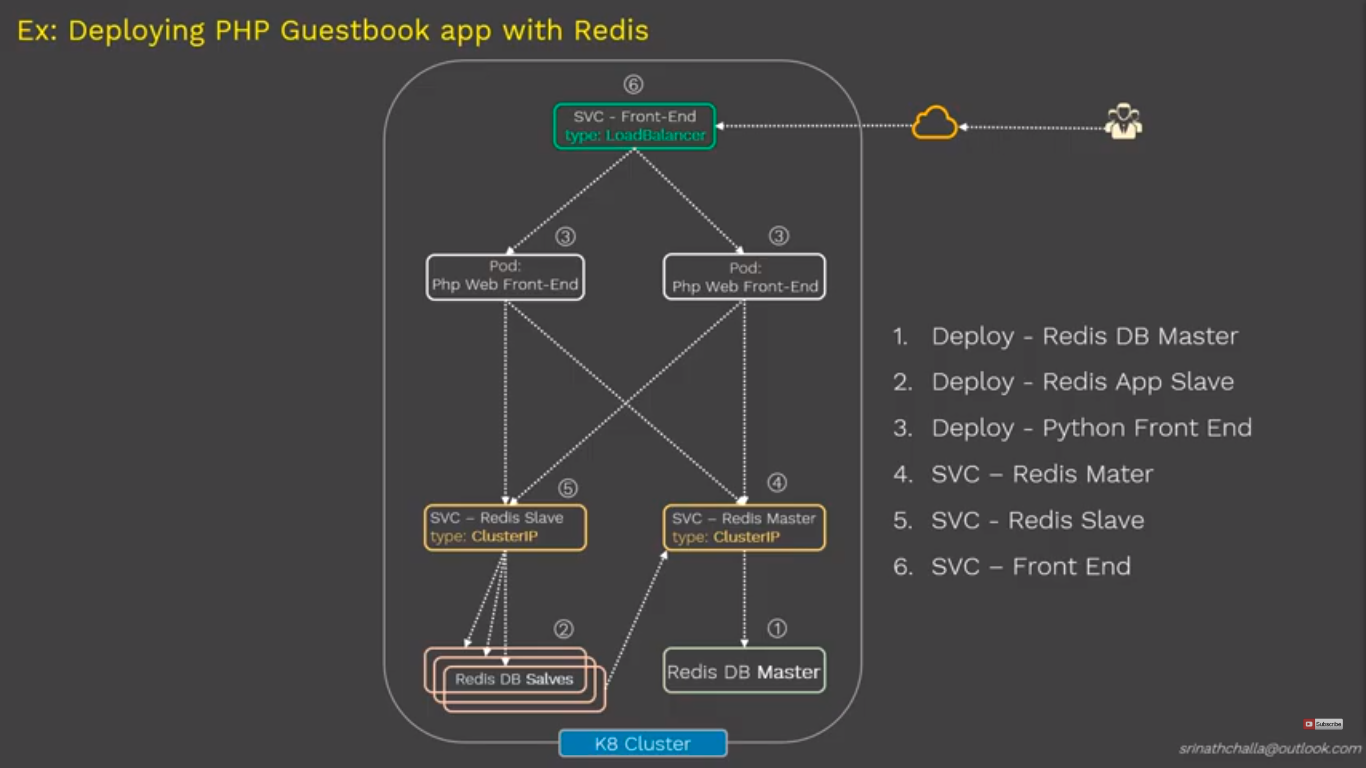 Ex: Deploying PHP Guestbook app with Redis
⑥
SVC - Front-End
type: LoadBalancer
③
Pod:
Php Web Front-End
③
Pod:
Php Web Front-End
⑤
SVC – Redis Slave
type: ClusterIP
④
SVC – Redis Master
type: ClusterIP
②
Redis DB Salves
①
Redis DB Master
K8 Cluster
1. Deploy - Redis DB Master
2. Deploy - Redis App Slave
3. Deploy - Python Front End
4. SVC – Redis Mater
5. SVC - Redis Slave
6. SVC – Front End
Subscribe
srinathchalla@outlook.com